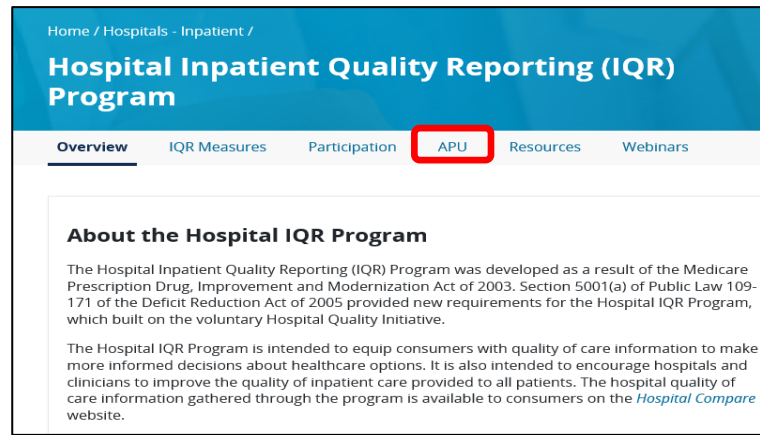 Home / Hospitals - Inpatient /
Hospital Inpatient Quality Reporting (IQR)
Program
Overview IQR Measures Participation APU Resources Webinars
About the Hospital IQR Program
The Hospital Inpatient Quality Reporting (IQR) Program was developed as a result of the Medicare
Prescription Drug, Improvement and Modernization Act of 2003. Section 5001(a) of Public Law 109-
171 of the Deficit Reduction Act of 2005 provided new requirements for the Hospital IQR Program,
which built on the voluntary Hospital Quality Initiative.
The Hospital IQR Program is intended to equip consumers with quality of care information to make
more informed decisions about healthcare options. It is also intended to encourage hospitals and
clinicians to improve the quality of inpatient care provided to all patients. The hospital quality of
care information gathered through the program is available to consumers on the Hospital Compare
website.